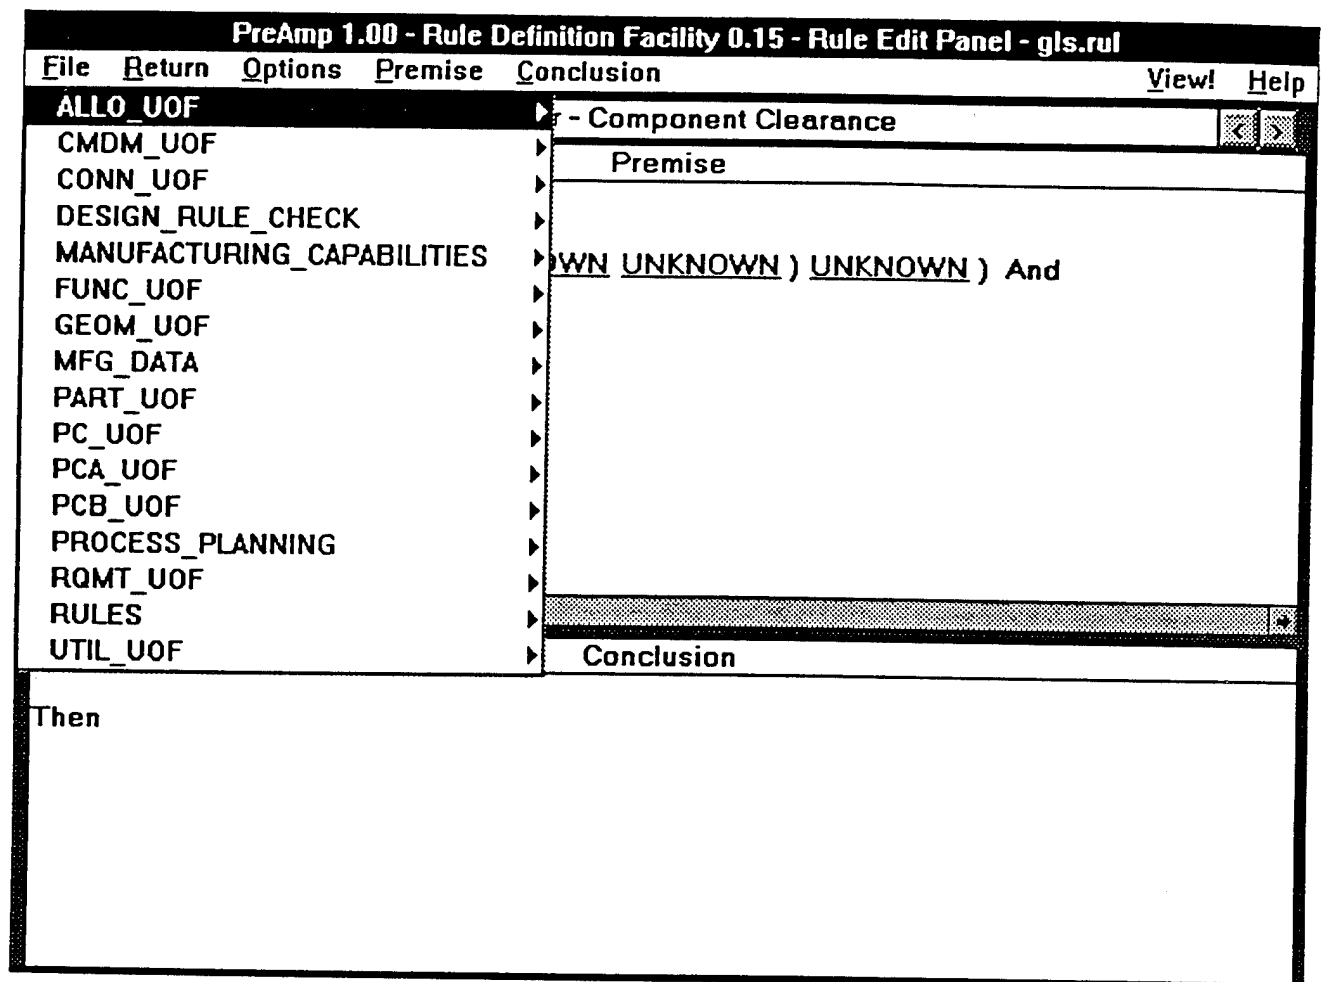 PreAmp 1.00 - Rule Definition Facility 0.15 - Rule Edit Panel - gls.rul
File Return Options Premise Conclusion View! Help
ALLO_UOF
CMDM_UOF
CONN_UOF
DESIGN_RULE_CHECK
MANUFACTURING_CAPABILITIES
FUNC_UOF
GEOM_UOF
MFG_DATA
PART_UOF
PC_UOF
PCA_UOF
PCB_UOF
PROCESS_PLANNING
RQMT_UOF
RULES
UTIL_UOF
- Component Clearance
< >
Premise
OWN UNKNOWN ) UNKNOWN ) And
Conclusion
Then